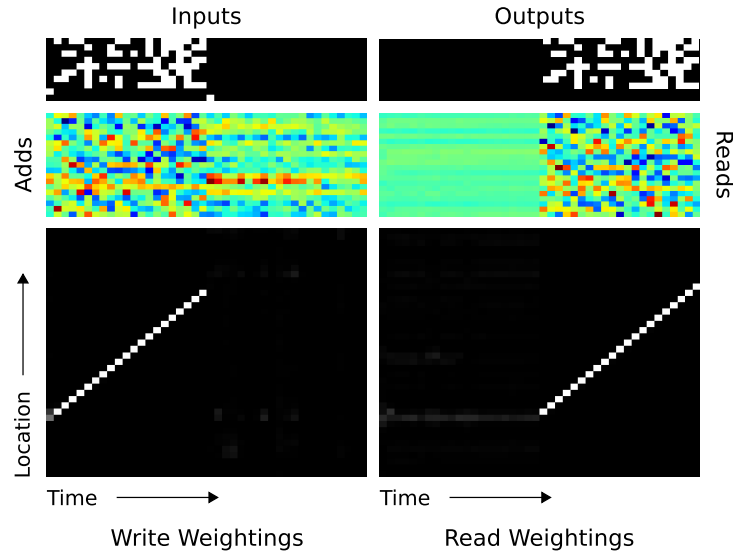 Inputs
Outputs
Adds
Reads
Location
Time
Time
Write Weightings
Read Weightings